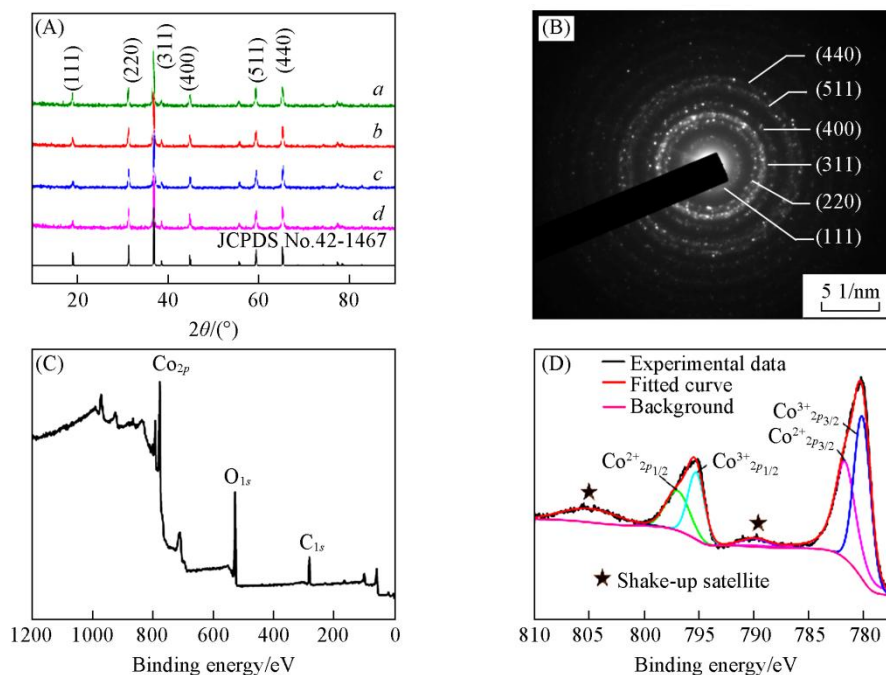 (A)
(111)
(220)
(311)
(400)
(511)
(440)
a
b
c
d
JCPDS No.42-1467
20
40
60
80
2θ/(°)
(B)
(440)
(511)
(400)
(311)
(220)
(111)
5 1/nm
(C)
Co2p
O1s
C1s
1200
1000
800
600
400
200
0
Binding energy/eV
(D)
Experimental data
Fitted curve
Background
Co3+2p3/2
Co2+2p3/2
Co2+2p1/2
Co3+2p1/2
★
★
★ Shake-up satellite
810
805
800
795
790
785
780
Binding energy/eV